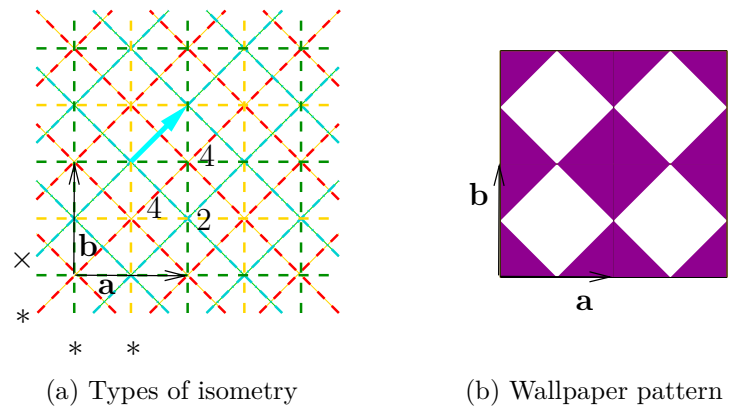 4
4
2
b
b
×
a
a
*
* *
(a) Types of isometry
(b) Wallpaper pattern